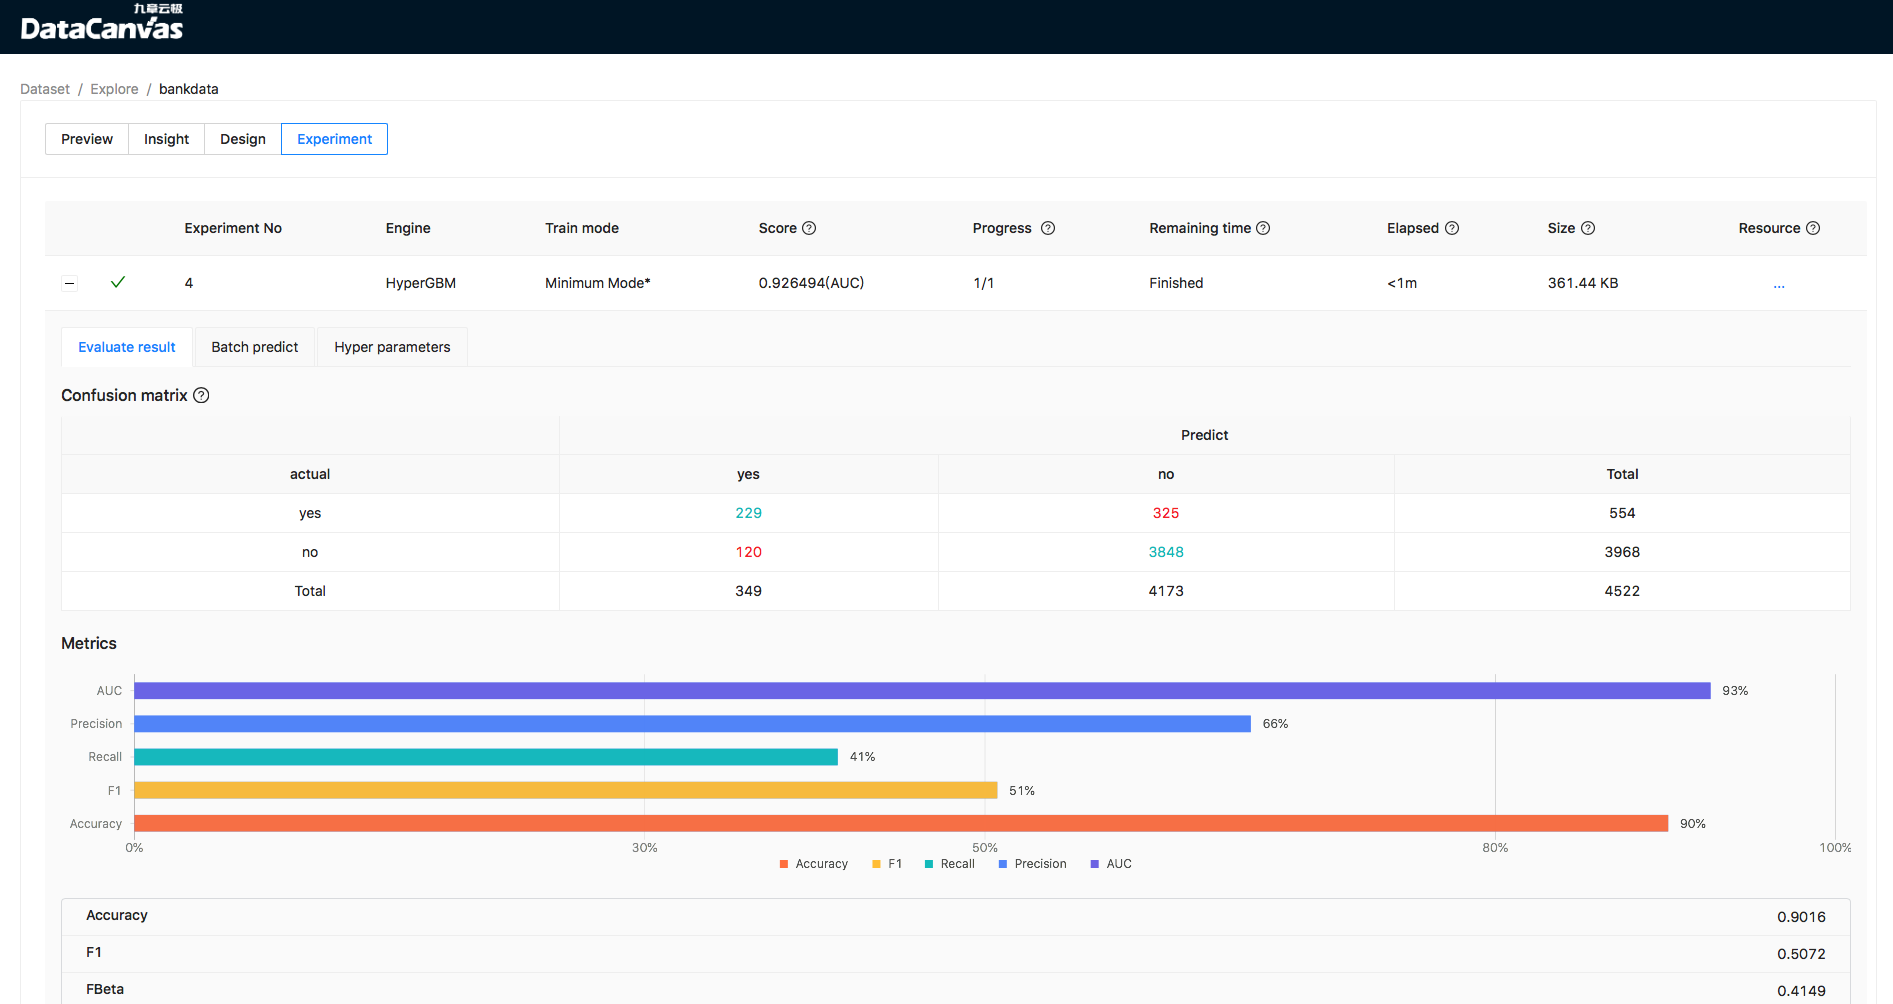 九章云极
DataCanvas
Dataset / Explore / bankdata
Preview Insight Design Experiment
Experiment No Engine Train mode Score Progress Remaining time Elapsed Size Resource
4 HyperGBM Minimum Mode* 0.926494(AUC) 1/1 Finished <1m 361.44 KB ...
Evaluate result Batch predict Hyper parameters
Confusion matrix
Predict
actual yes no Total
yes 229 325 554
no 120 3848 3968
Total 349 4173 4522
Metrics
AUC 93%
Precision 66%
Recall 41%
F1 51%
Accuracy 90%
0% 30% 50% 80% 100%
Accuracy F1 Recall Precision AUC
Accuracy 0.9016
F1 0.5072
FBeta 0.4149